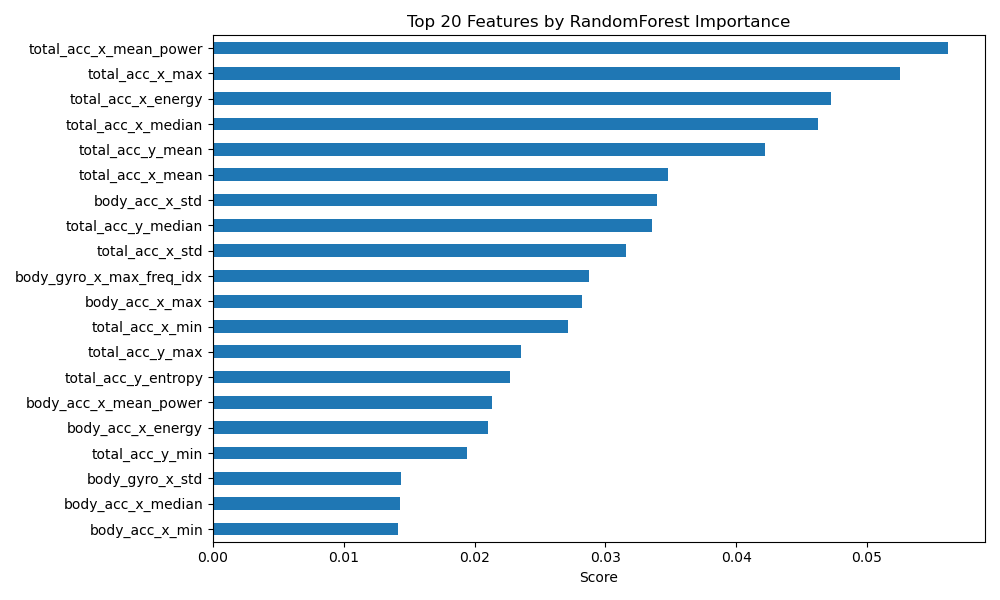 Top 20 Features by RandomForest Importance
total_acc_x_mean_power
total_acc_x_max
total_acc_x_energy
total_acc_x_median
total_acc_y_mean
total_acc_x_mean
body_acc_x_std
total_acc_y_median
total_acc_x_std
body_gyro_x_max_freq_idx
body_acc_x_max
total_acc_x_min
total_acc_y_max
total_acc_y_entropy
body_acc_x_mean_power
body_acc_x_energy
total_acc_y_min
body_gyro_x_std
body_acc_x_median
body_acc_x_min
0.00 0.01 0.02 0.03 0.04 0.05
Score